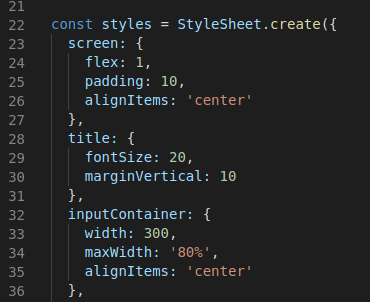 21
22 const styles = StyleSheet.create({
23 screen: {
24 flex: 1,
25 padding: 10,
26 alignItems: 'center'
27 },
28 title: {
29 fontSize: 20,
30 marginVertical: 10
31 },
32 inputContainer: {
33 width: 300,
34 maxWidth: '80%',
35 alignItems: 'center'
36 },